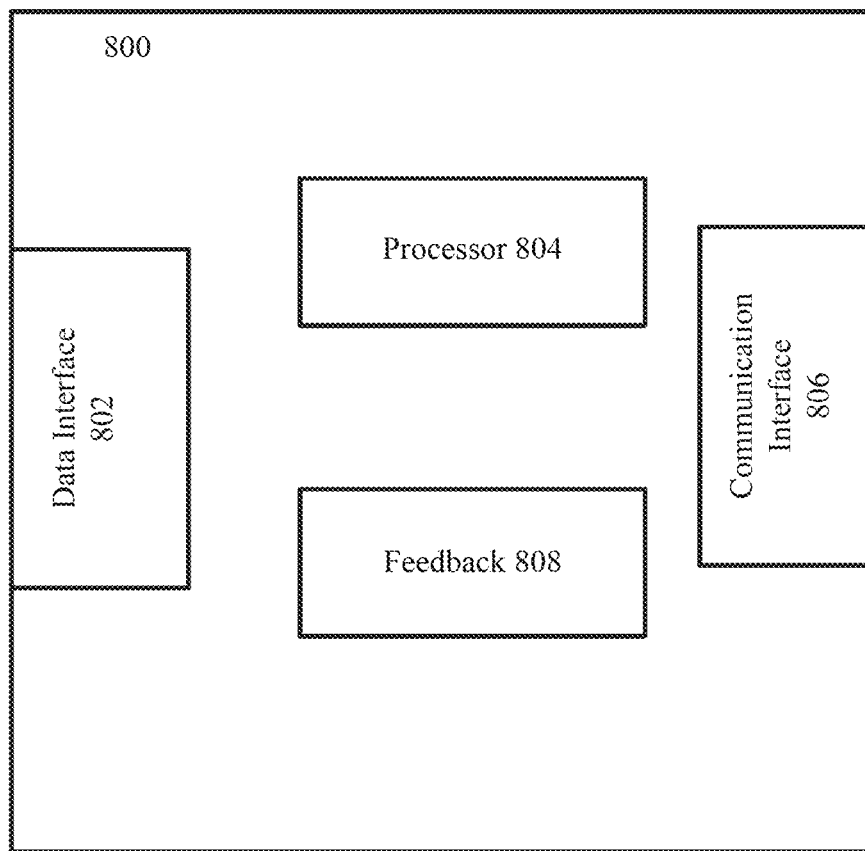 800
Processor 804
Data Interface
802
Communication
Interface
806
Feedback 808